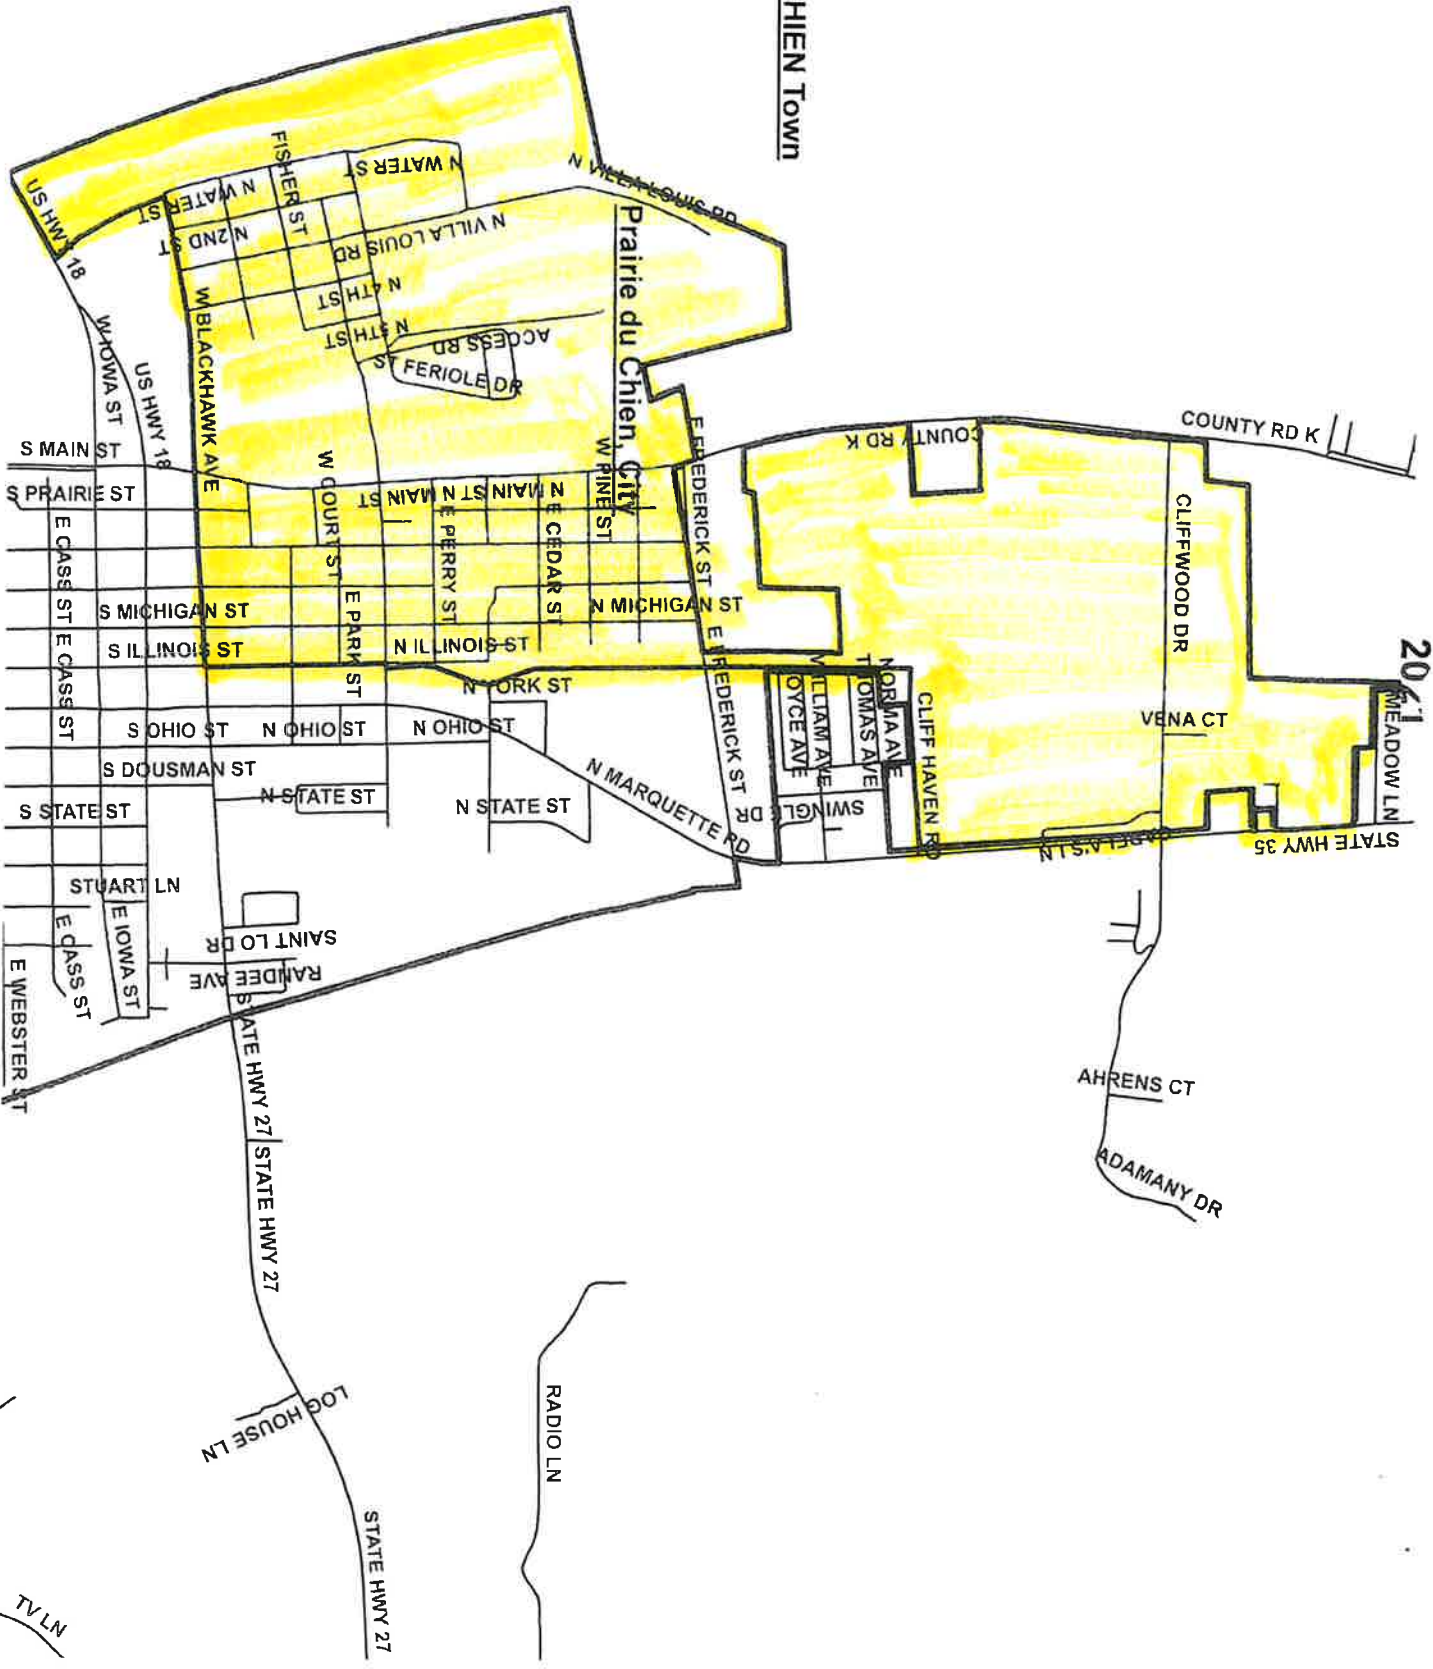 HIEN Town
Prairie du Chien, City
US HWY 18
N WATER ST
N WATER ST
FISHER ST
N 2ND ST
N VILLA LOUIS RD
N VILLA LOUIS RD
N 4TH ST
N 5TH ST
ACCESS RD
ST FERIOLE DR
W BLACKHAWK AVE
W IOWA ST
US HWY 18
S MAIN ST
S PRAIRIE ST
E CASS ST
E CASS ST
W COURT ST
N MAIN ST
N MAIN ST
E PERRY ST
E CEDAR ST
W PINE ST
E PARK ST
S MICHIGAN ST
N MICHIGAN ST
S ILLINOIS ST
N ILLINOIS ST
N YORK ST
S OHIO ST
N OHIO ST
N OHIO ST
S DOUSMAN ST
S STATE ST
N STATE ST
N STATE ST
N MARQUETTE RD
E FREDERICK ST
E FREDERICK ST
COUNTY RD K
COUNTY RD K
CLIFFWOOD DR
VENA CT
MEADOW LN
STATE HWY 35
CLIFF HAVEN RD
NORMA AVE
THOMAS AVE
WILLIAM AVE
SWINGLE DR
STUART LN
E IOWA ST
E CASS ST
E WEBSTER ST
SAINT LO DR
RANDEE AVE
STATE HWY 27
STATE HWY 27
STATE HWY 27
LOG HOUSE LN
RADIO LN
AHRENS CT
ADAMANY DR
TV LN